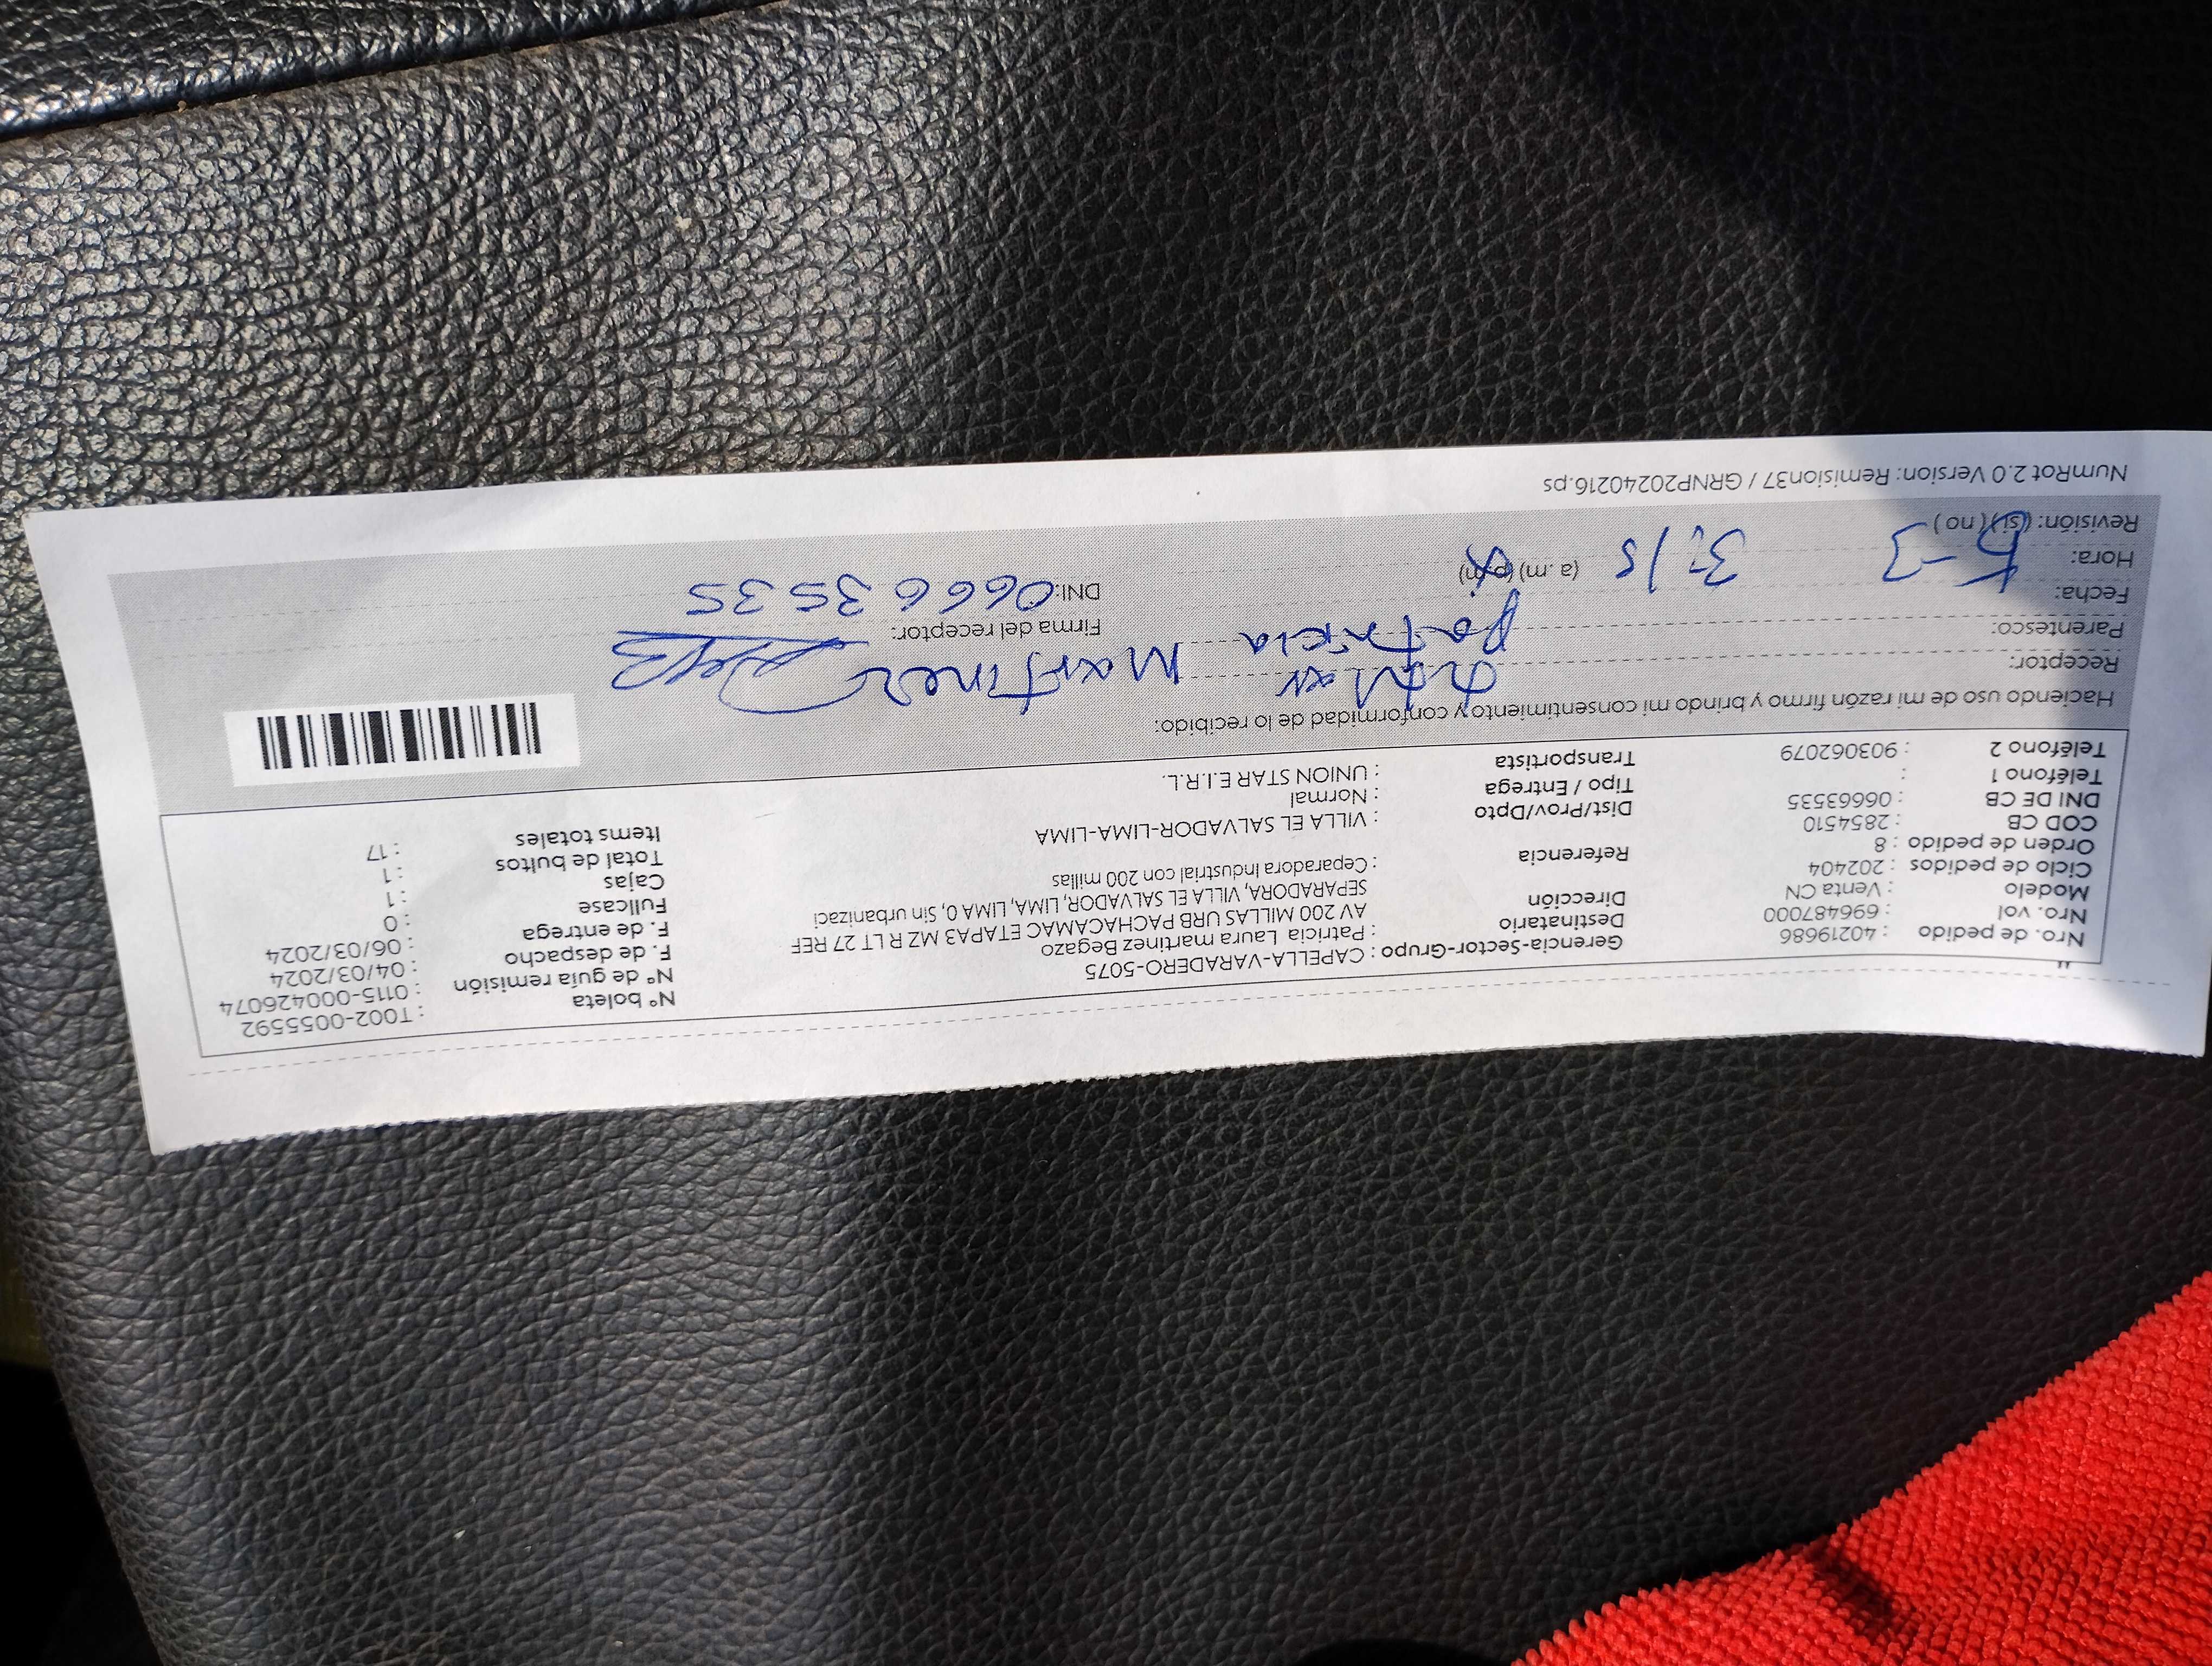 Nro. de pedido : 40219686
Nro. vol : 696487000
Modelo : Venta CN
Ciclo de pedidos : 202404
Orden de pedido : 8
COD CB : 2854510
DNI DE CB : 06663535
Teléfono 1 :
Teléfono 2 : 903062079
Gerencia-Sector-Grupo : CAPELLA-VARADERO-5075
Destinatario : Patricia Laura martinez Begazo
Dirección : AV 200 MILLAS URB PACHACAMAC ETAPA3 MZ R LT 27 REF
SEPARADORA, VILLA EL SALVADOR, LIMA, LIMA 0, Sin urbanizaci
Referencia : Ceparadora Industrial con 200 millas
Dist/Prov/Dpto : VILLA EL SALVADOR-LIMA-LIMA
Tipo / Entrega : Normal
Transportista : UNION STAR E.I.R.L.
N° boleta : T002-0055592
N° de guía remisión : 0115-000426074
F. de despacho : 04/03/2024
F. de entrega : 06/03/2024
Fullcase : 0
Cajas : 1
Total de bultos : 1
Items totales : 17
Haciendo uso de mi razón firmo y brindo mi consentimiento y conformidad de lo recibido:
Receptor: Patricia Martinez
Parentesco: titular
Firma del receptor:
Fecha: 5-3
Hora: 3:15 (a. m) (p. m)
DNI: 06663535
Revisión: (si) (no)
NumRot 2.0 Version: Remision37 / GRNP20240216.ps